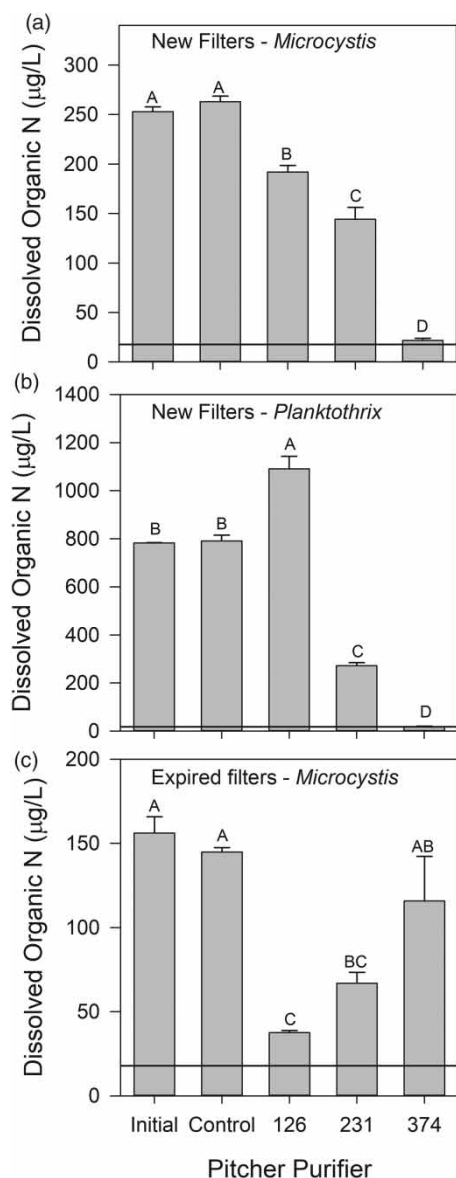 (a)
New Filters - Microcystis
Dissolved Organic N (µg/L)
300
250
200
150
100
50
0
A
A
B
C
D
(b)
New Filters - Planktothrix
Dissolved Organic N (µg/L)
1400
1200
1000
800
600
400
200
0
B
B
A
C
D
(c)
Expired filters - Microcystis
Dissolved Organic N (µg/L)
200
150
100
50
0
A
A
C
BC
AB
Initial Control 126 231 374
Pitcher Purifier